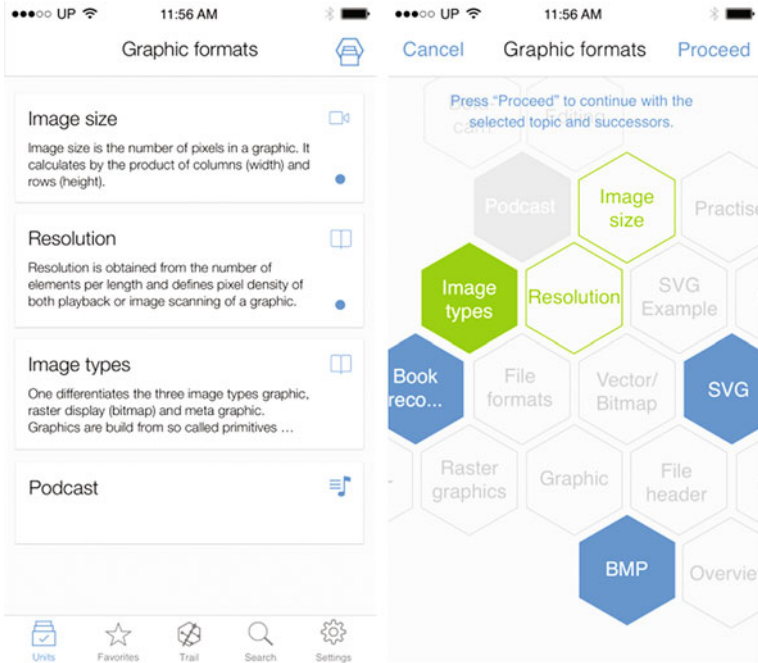 UP 11:56 AM
Graphic formats
Image size
Image size is the number of pixels in a graphic. It
calculates by the product of columns (width) and
rows (height).
Resolution
Resolution is obtained from the number of
elements per length and defines pixel density of
both playback or image scanning of a graphic.
Image types
One differentiates the three image types graphic,
raster display (bitmap) and meta graphic.
Graphics are build from so called primitives …
Podcast
Units Favorites Trail Search Settings
UP 11:56 AM
Cancel Graphic formats Proceed
Press “Proceed” to continue with the
selected topic and successors.
Editing
Podcast
Image
size
Practise
Image
types
Resolution
SVG
Example
Book
reco...
File
formats
Vector/
Bitmap
SVG
Raster
graphics
Graphic
File
header
BMP
Overvie